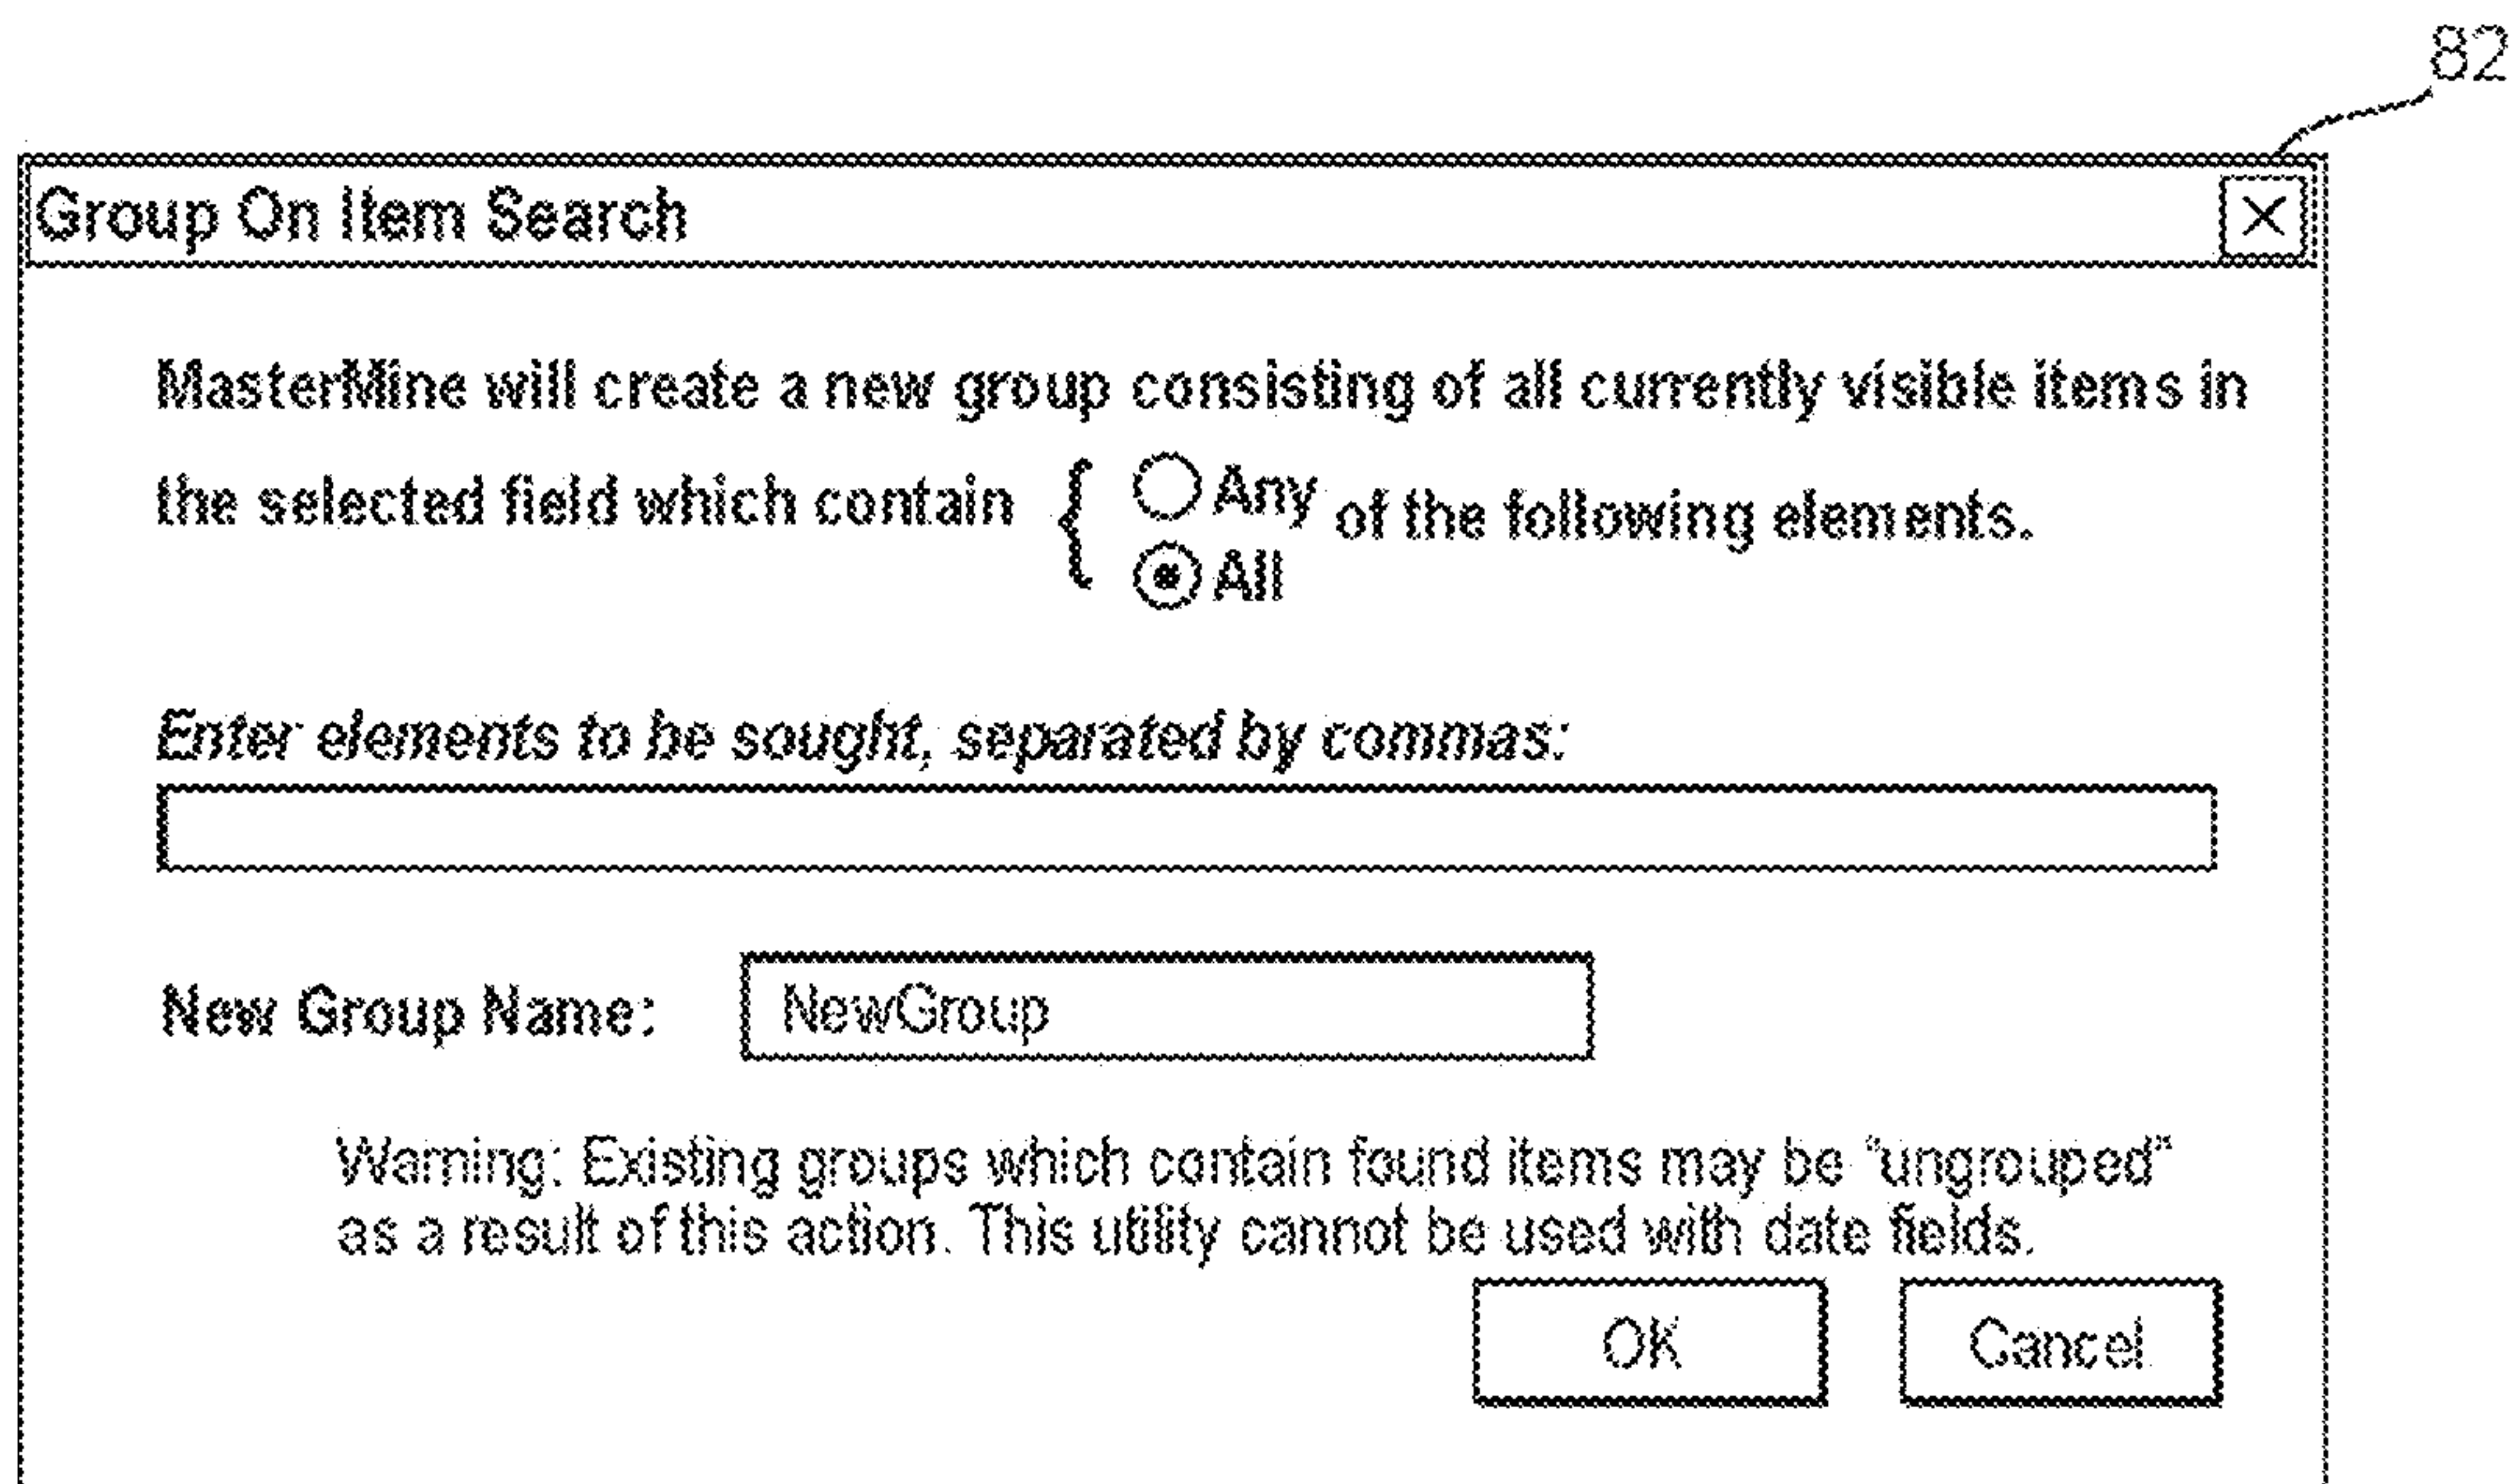 82
Group On Item Search
MasterMine will create a new group consisting of all currently visible items in
the selected field which contain { Any of the following elements.
All
Enter elements to be sought, separated by commas:
New Group Name: NewGroup
Warning: Existing groups which contain found items may be "ungrouped"
as a result of this action. This utility cannot be used with date fields.
OK Cancel